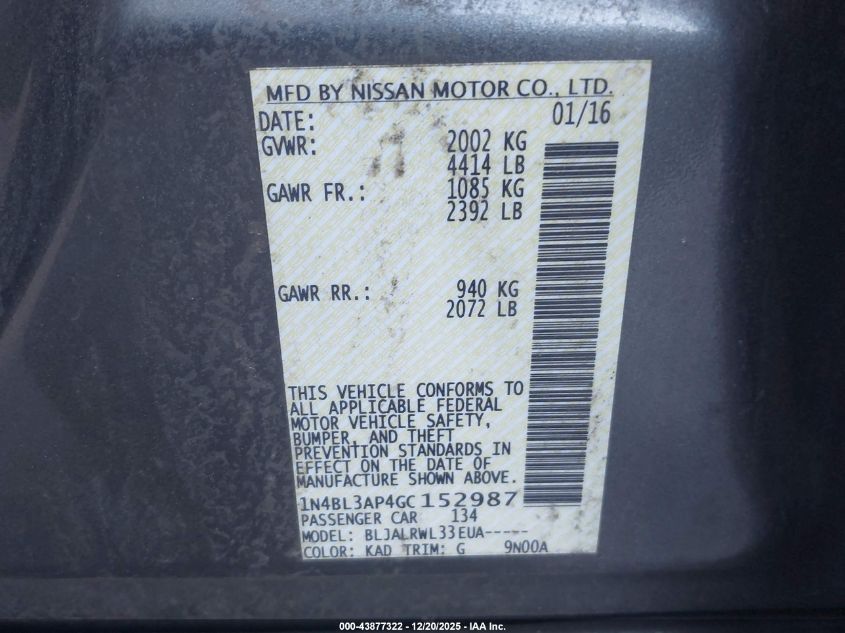 MFD BY NISSAN MOTOR CO., LTD.
DATE: 01/16
GVWR: 2002 KG
4414 LB
GAWR FR.: 1085 KG
2392 LB
GAWR RR.: 940 KG
2072 LB
THIS VEHICLE CONFORMS TO
ALL APPLICABLE FEDERAL
MOTOR VEHICLE SAFETY,
BUMPER, AND THEFT
PREVENTION STANDARDS IN
EFFECT ON THE DATE OF
MANUFACTURE SHOWN ABOVE.
1N4BL3AP4GC152987
PASSENGER CAR 134
MODEL: BLJALRWL33EUA-----
COLOR: KAD TRIM: G 9N00A
000-43877322 | 12/20/2025 | IAA Inc.